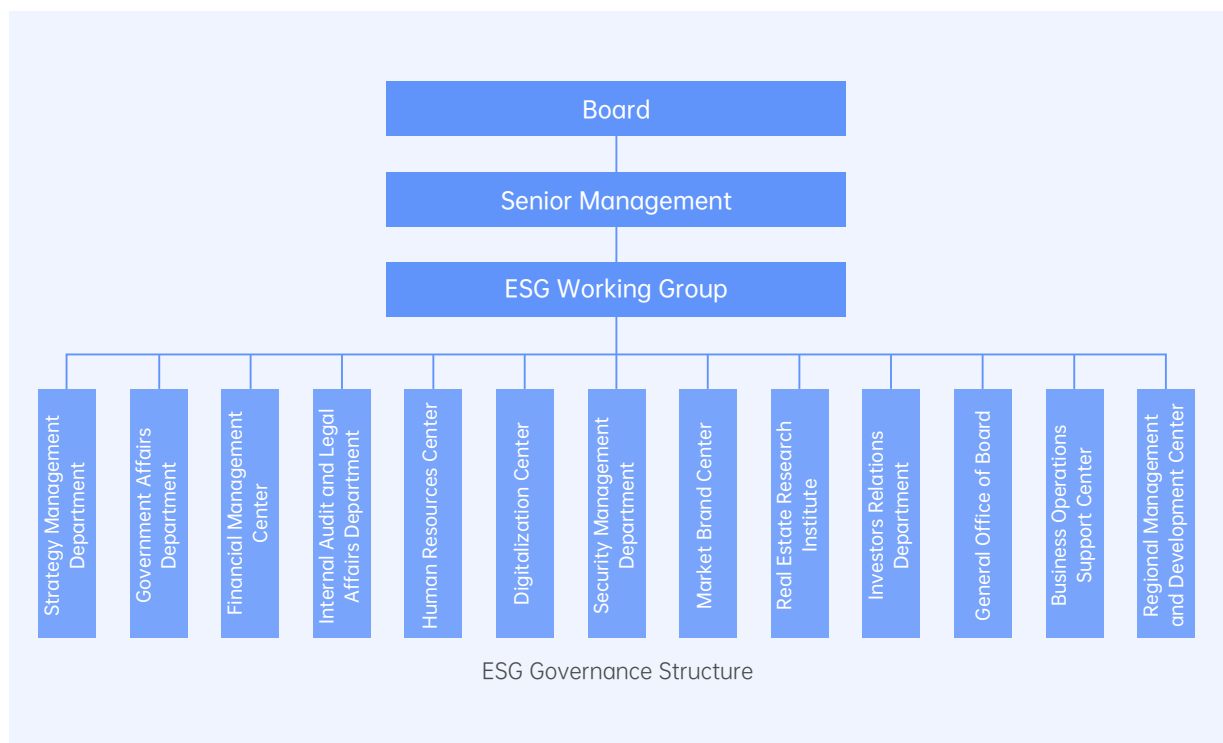 Board
Senior Management
ESG Working Group
Strategy Management
Department
Government Affairs
Department
Financial Management
Center
Internal Audit and Legal
Affairs Department
Human Resources Center
Digitalization Center
Security Management
Department
Market Brand Center
Real Estate Research
Institute
Investors Relations
Department
General Office of Board
Business Operations
Support Center
Regional Management
and Development Center
ESG Governance Structure